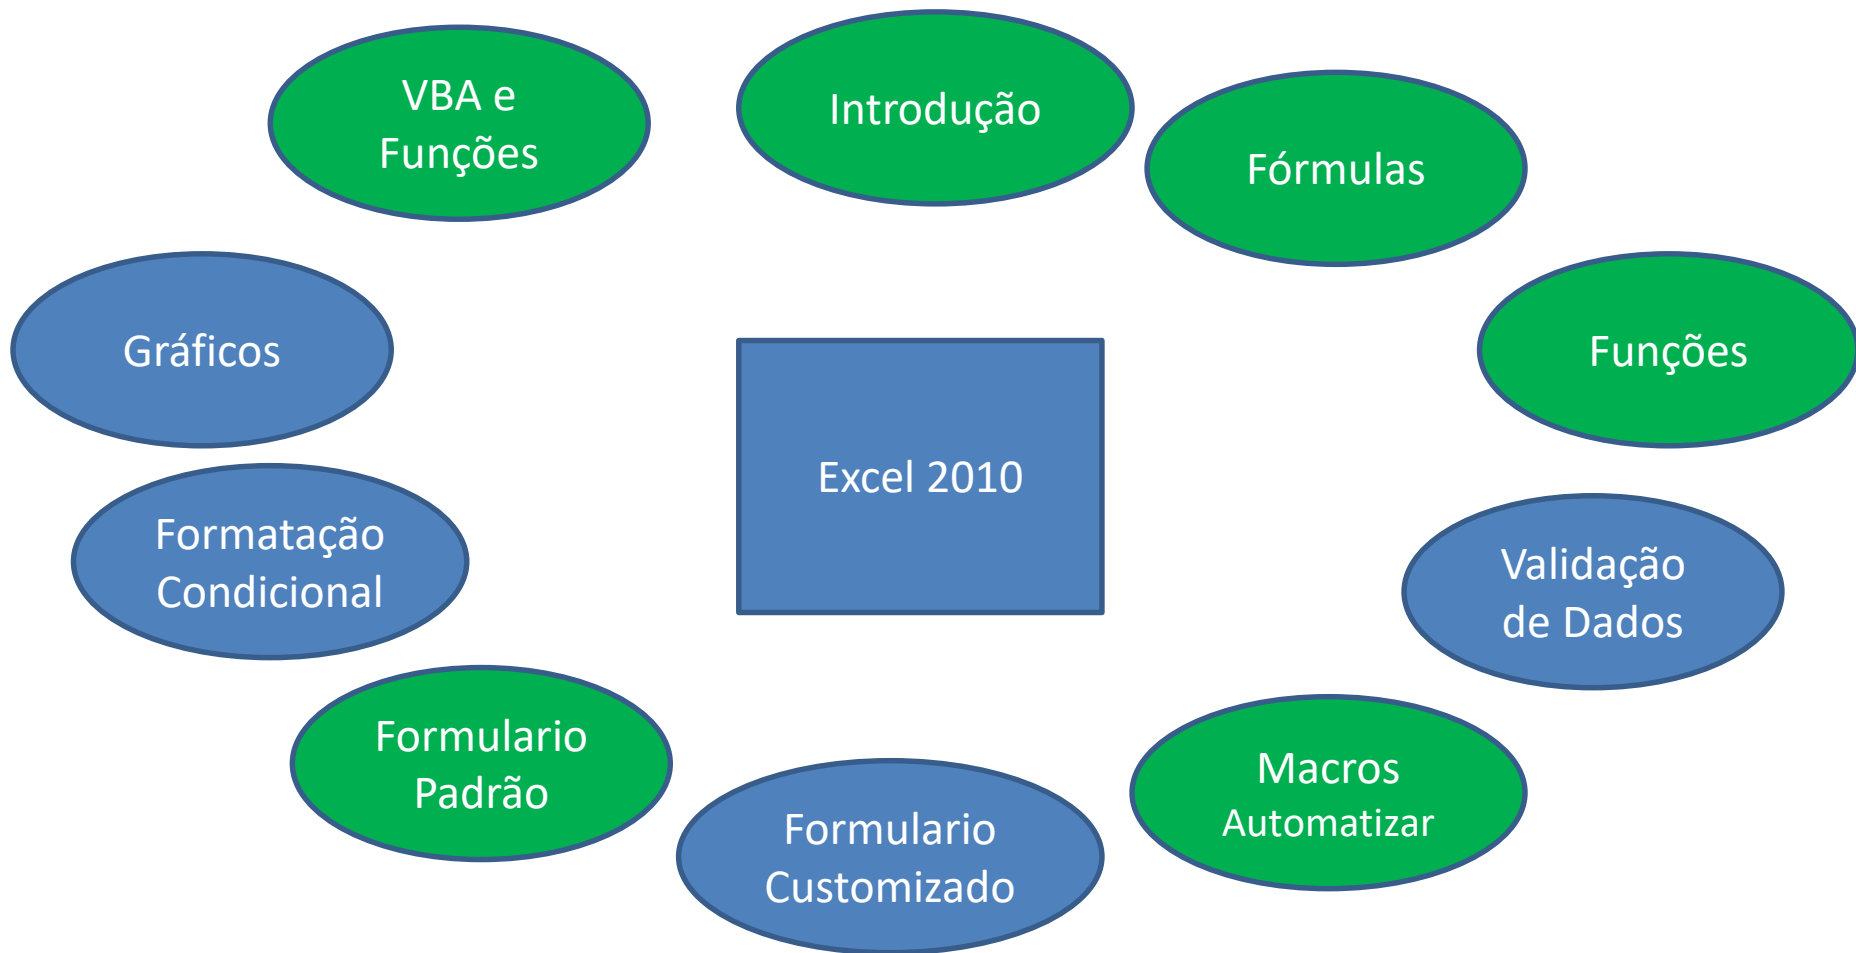 VBA e
Funções
Introdução
Fórmulas
Funções
Gráficos
Excel 2010
Formatação
Condicional
Validação
de Dados
Formulario
Padrão
Macros
Automatizar
Formulario
Customizado